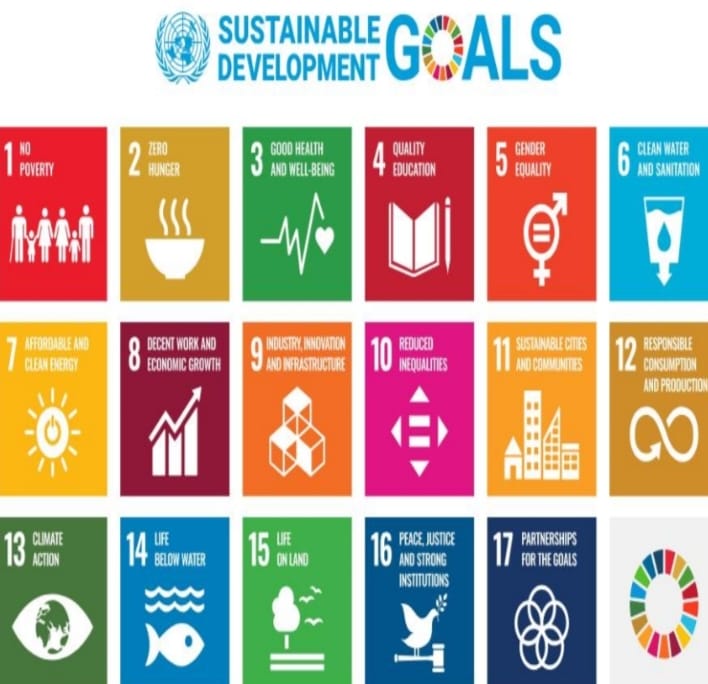 SUSTAINABLE
DEVELOPMENT
GOALS
1 NO
POVERTY
2 ZERO
HUNGER
3 GOOD HEALTH
AND WELL-BEING
4 QUALITY
EDUCATION
5 GENDER
EQUALITY
6 CLEAN WATER
AND SANITATION
7 AFFORDABLE AND
CLEAN ENERGY
8 DECENT WORK AND
ECONOMIC GROWTH
9 INDUSTRY, INNOVATION
AND INFRASTRUCTURE
10 REDUCED
INEQUALITIES
11 SUSTAINABLE CITIES
AND COMMUNITIES
12 RESPONSIBLE
CONSUMPTION
AND PRODUCTION
13 CLIMATE
ACTION
14 LIFE
BELOW WATER
15 LIFE
ON LAND
16 PEACE, JUSTICE
AND STRONG
INSTITUTIONS
17 PARTNERSHIPS
FOR THE GOALS